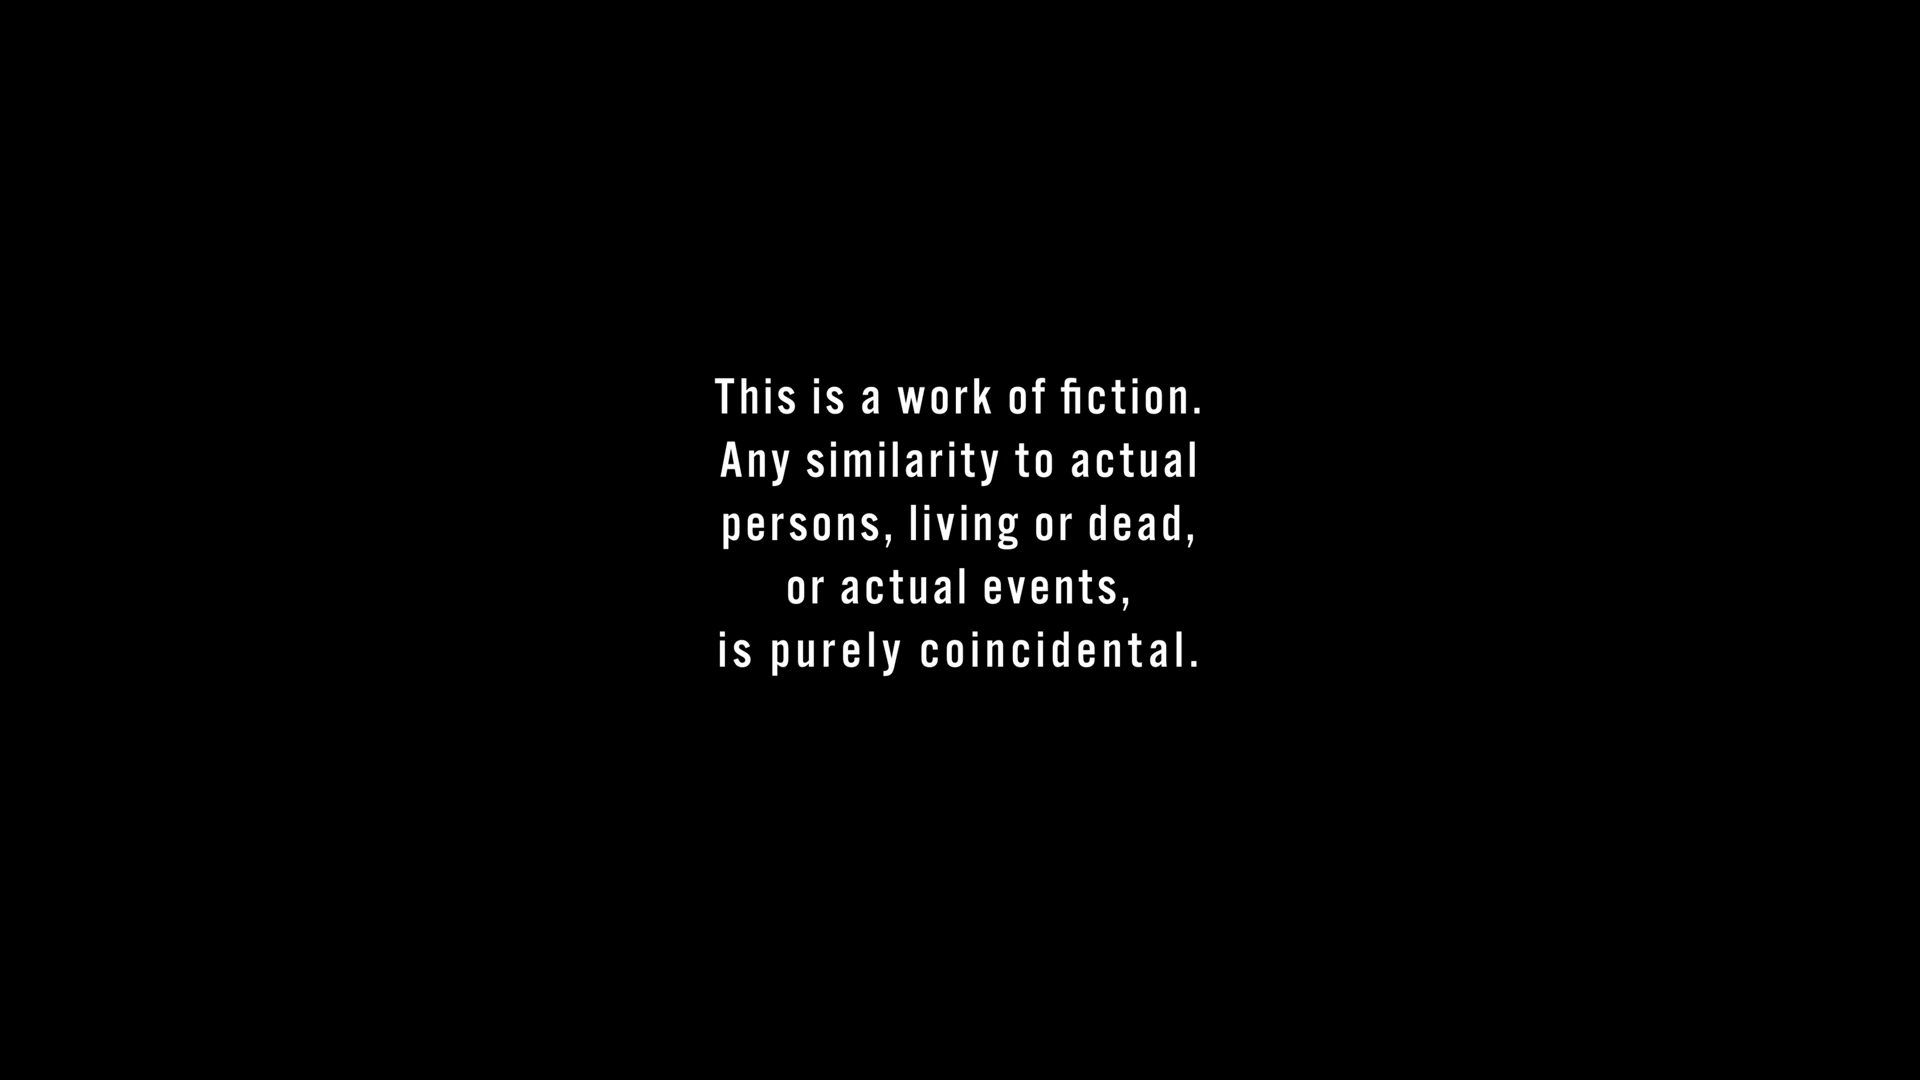 This is a work of fiction.
Any similarity to actual
persons, living or dead,
or actual events,
is purely coincidental.